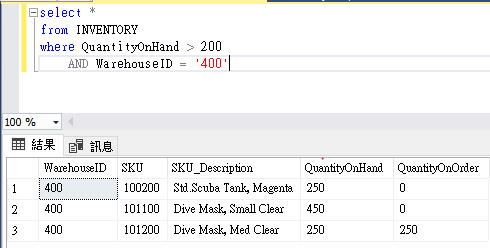 select *
from INVENTORY
where QuantityOnHand > 200
AND WarehouseID = '400'
100 %
結果 訊息
WarehouseID SKU SKU_Description QuantityOnHand QuantityOnOrder
1 400 100200 Std.Scuba Tank, Magenta 250 0
2 400 101100 Dive Mask, Small Clear 450 0
3 400 101200 Dive Mask, Med Clear 250 250